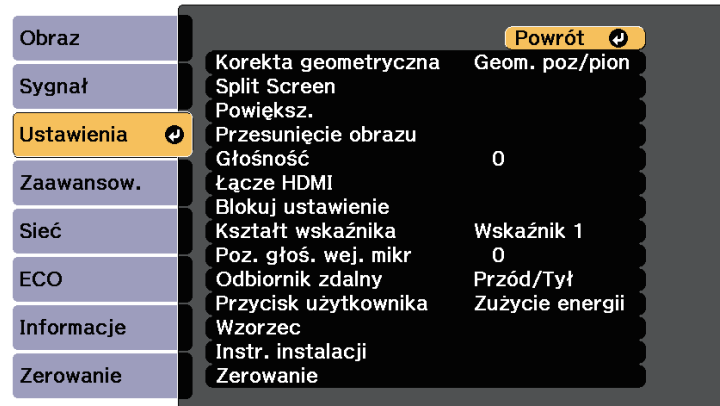 Obraz
Sygnał
Ustawienia
Zaawansow.
Sieć
ECO
Informacje
Zerowanie
Powrót
Korekta geometryczna Geom. poz/pion
Split Screen
Powiększ.
Przesunięcie obrazu
Głośność 0
Łącze HDMI
Blokuj ustawienie
Kształt wskaźnika Wskaźnik 1
Poz. głoś. wej. mikr 0
Odbiornik zdalny Przód/Tył
Przycisk użytkownika Zużycie energii
Wzorzec
Instr. instalacji
Zerowanie